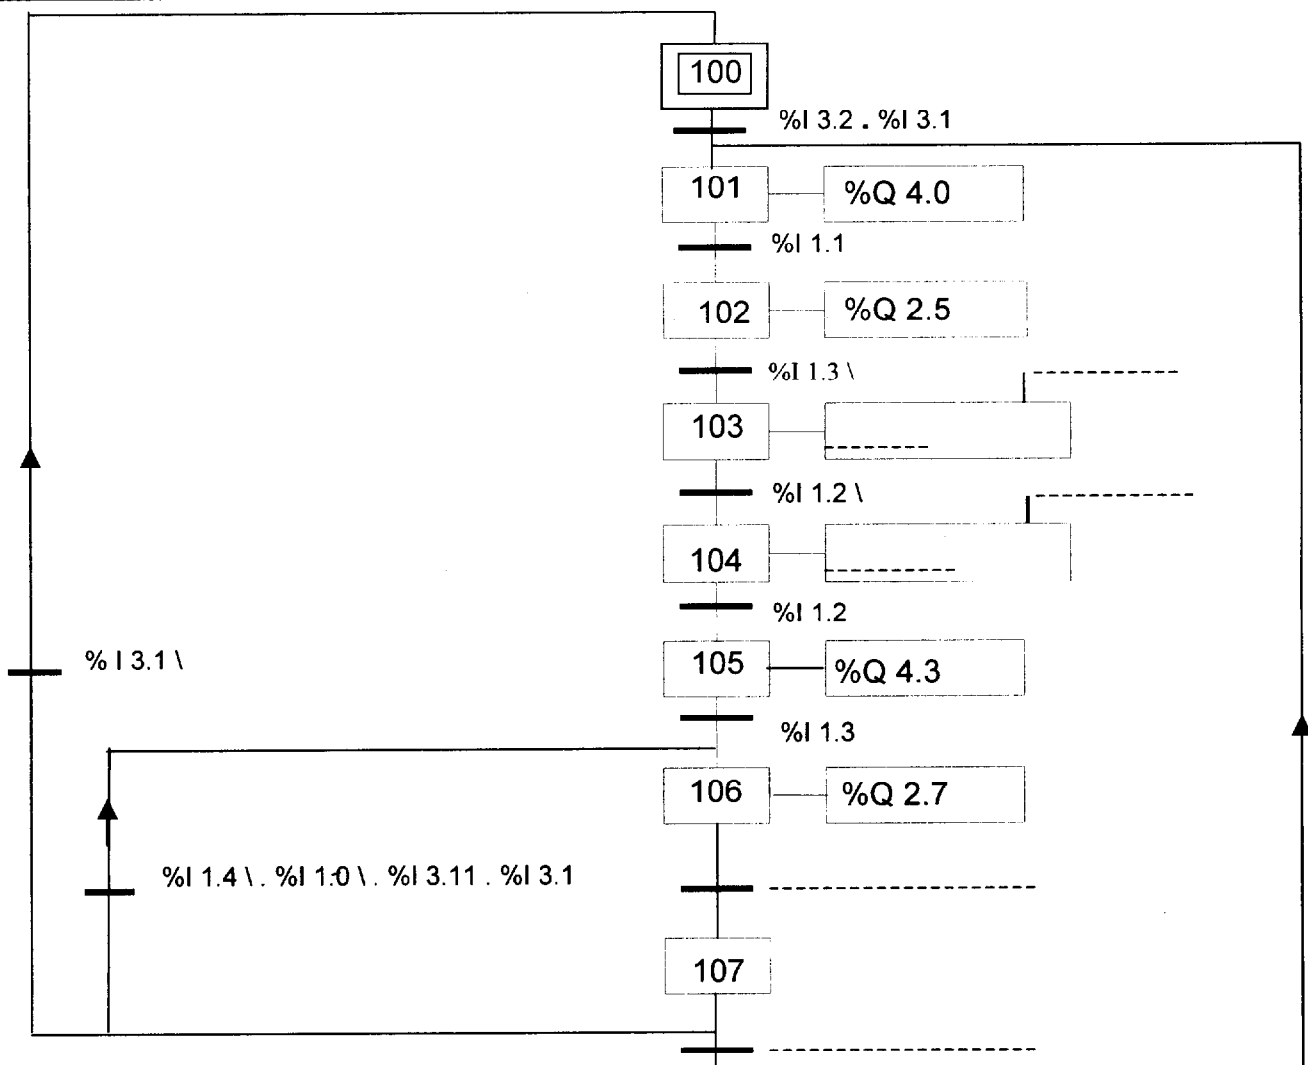 100
%I 3.2 . %I 3.1
101 %Q 4.0
%I 1.1
102 %Q 2.5
%I 1.3 \
103
%I 1.2 \
104
%I 1.2
% I 3.1 \
105 %Q 4.3
%I 1.3
106 %Q 2.7
%I 1.4 \ . %I 1.0 \ . %I 3.11 . %I 3.1
107